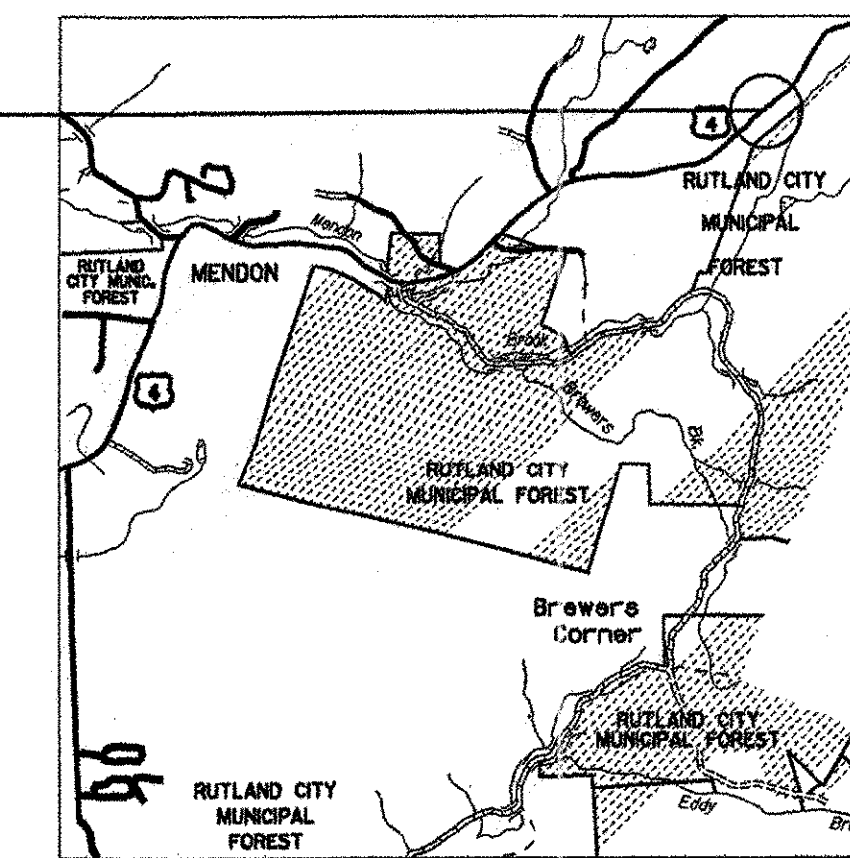 4
RUTLAND CITY
MUNICIPAL
FOREST
Mendon
RUTLAND
CITY MUNIC.
FOREST
MENDON
Brook
4
Brewers
Bk
RUTLAND CITY
MUNICIPAL FOREST
Brewers
Corner
RUTLAND CITY
MUNICIPAL FOREST
RUTLAND CITY
MUNICIPAL
FOREST
Eddy
Br